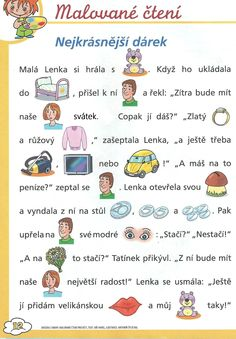 Malované čtení
Nejkrásnější dárek
Malá Lenka si hrála s . Když ho ukládala
do , přišel k ní a řekl: „Zítra bude mít
naše svátek. Copak jí dáš?" „Zlatý
a růžový ," zašeptala Lenka, „a ještě třeba
, nebo !" „A máš na to
peníze?" zeptal se . Lenka otevřela svou
a vyndala z ní na stůl , a . Pak
upřela na své modré : „Stačí?" „Nestačí!"
„A na to stačí?" Tatínek přikývl. „Z ní bude mít
naše největší radost!" Lenka se usmála: „Ještě
jí přidám velikánskou a můj taky!"
12